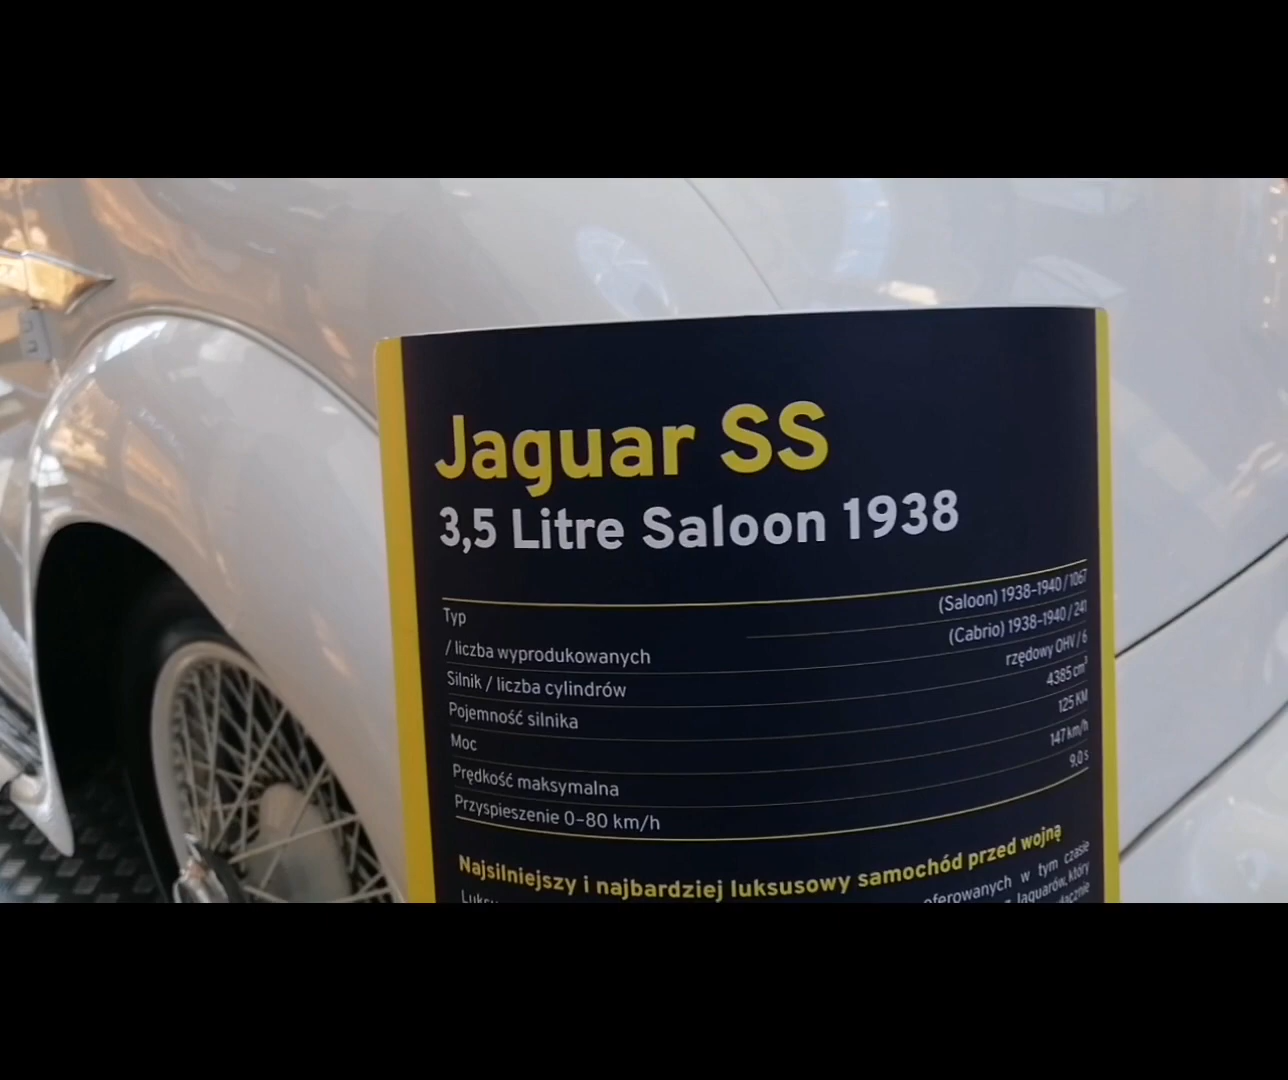 Jaguar SS
3,5 Litre Saloon 1938
Typ (Saloon) 1938–1940 / 1067
/ liczba wyprodukowanych (Cabrio) 1938–1940 / 241
Silnik / liczba cylindrów rzędowy OHV / 6
Pojemność silnika 4385 cm³
Moc 125 KM
Prędkość maksymalna 147 km/h
Przyspieszenie 0–80 km/h 9,0 s
Najsilniejszy i najbardziej luksusowy samochód przed wojną
oferowanych w tym czasie
Jaguarów, który